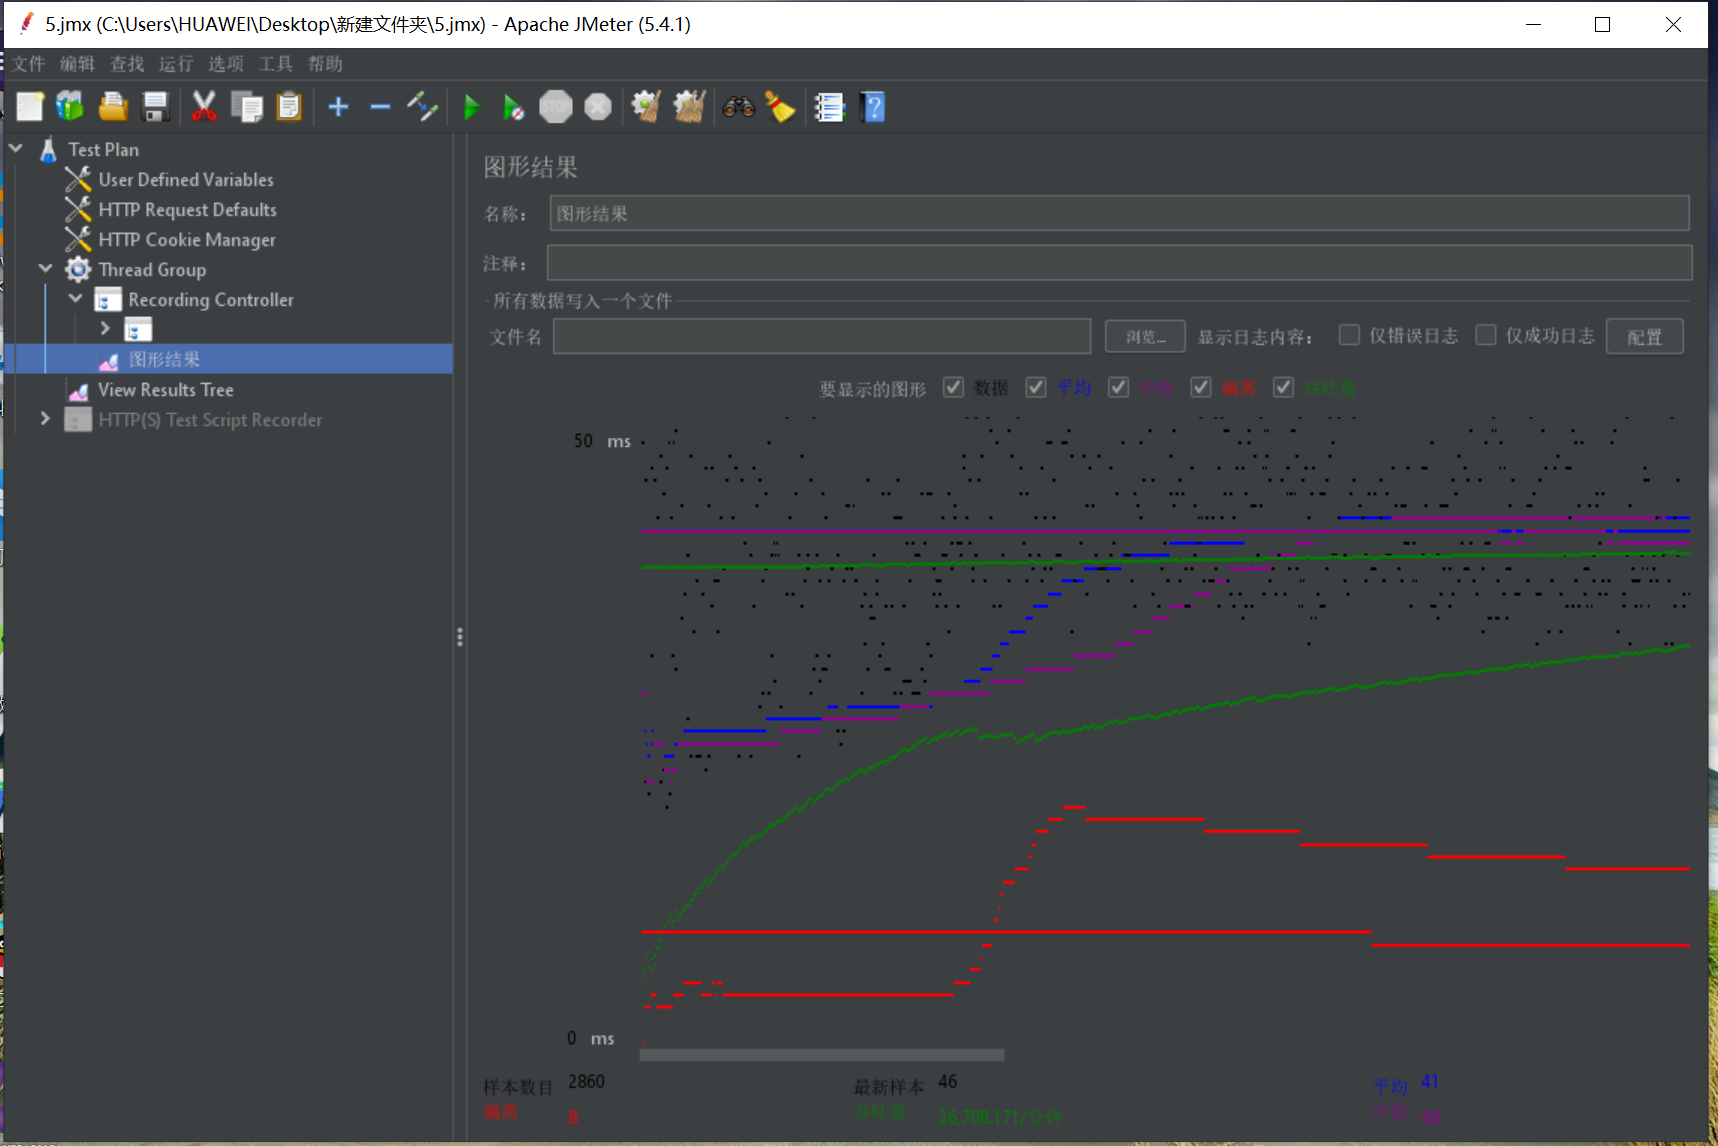 5.jmx (C:\Users\HUAWEI\Desktop\新建文件夹\5.jmx) - Apache JMeter (5.4.1)
文件 编辑 查找 运行 选项 工具 帮助
STOP
Test Plan
User Defined Variables
HTTP Request Defaults
HTTP Cookie Manager
Thread Group
Recording Controller
图形结果
View Results Tree
HTTP(S) Test Script Recorder
图形结果
名称： 图形结果
注释：
所有数据写入一个文件
文件名 浏览... 显示日志内容： 仅错误日志 仅成功日志 配置
要显示的图形 数据 平均 中值 偏离 吞吐量
50 ms
0 ms
样本数目 2860 最新样本 46 平均 41
偏离 8 吞吐量 26,708.171/分钟 中值 40